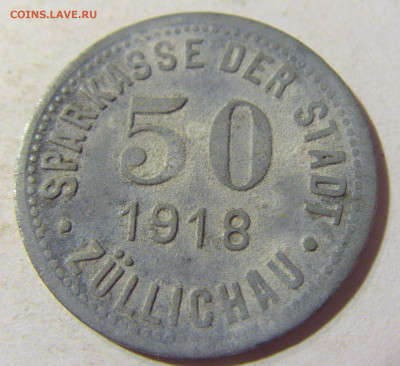 COINS.LAVE.RU
SPARKASSE DER STADT
50
1918
· ZÜLLICHAU ·